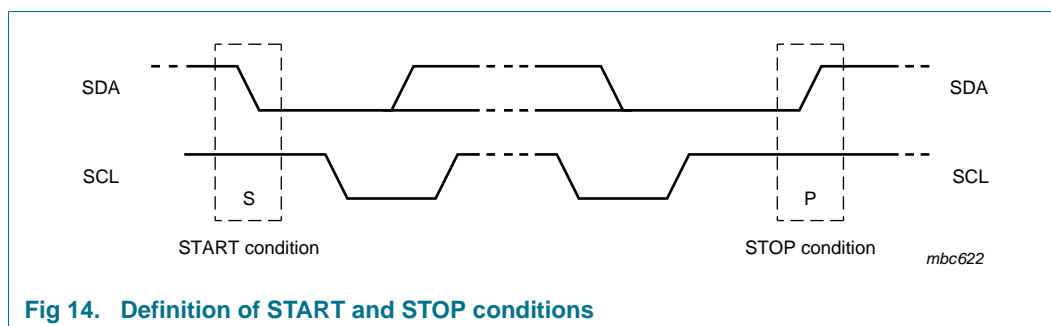 SDA
SDA
SCL
SCL
S
P
START condition
STOP condition
mbc622
Fig 14. Definition of START and STOP conditions